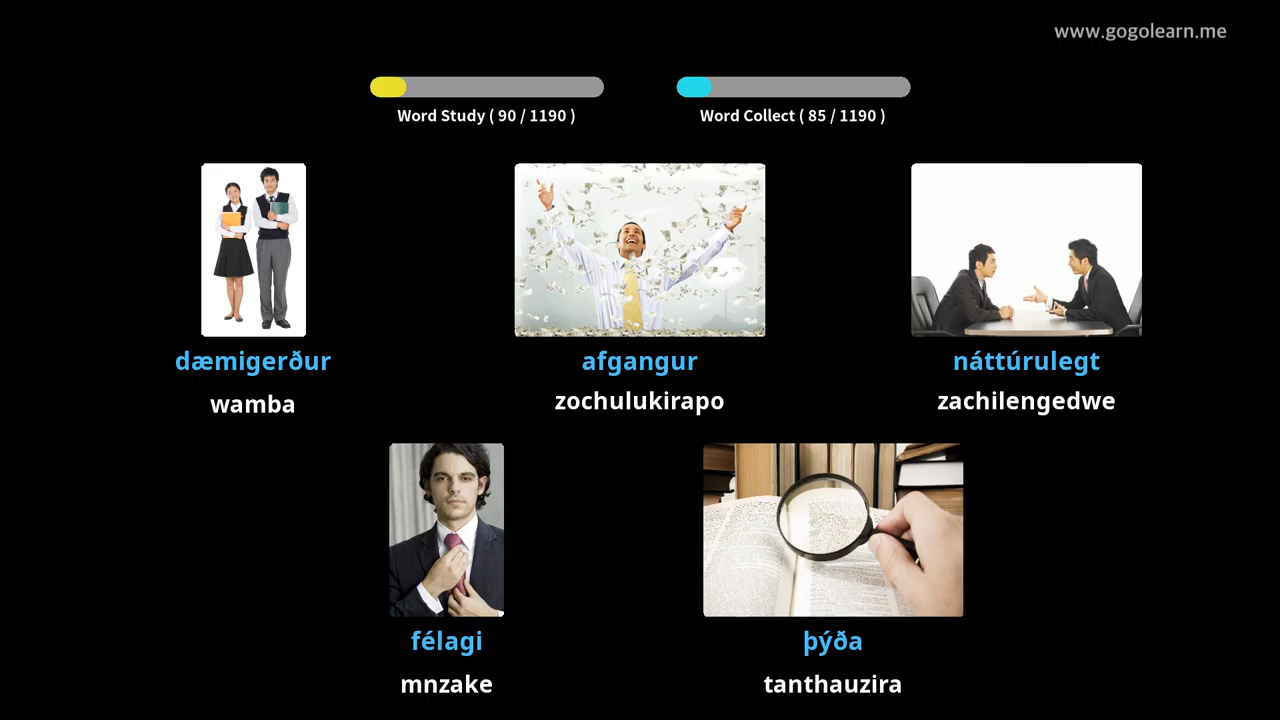 www.gogolearn.me
Word Study ( 90 / 1190 )
Word Collect ( 85 / 1190 )
dæmigerður
afgangur
náttúrulegt
wamba
zochulukirapo
zachilengedwe
félagi
þýða
mnzake
tanthauzira